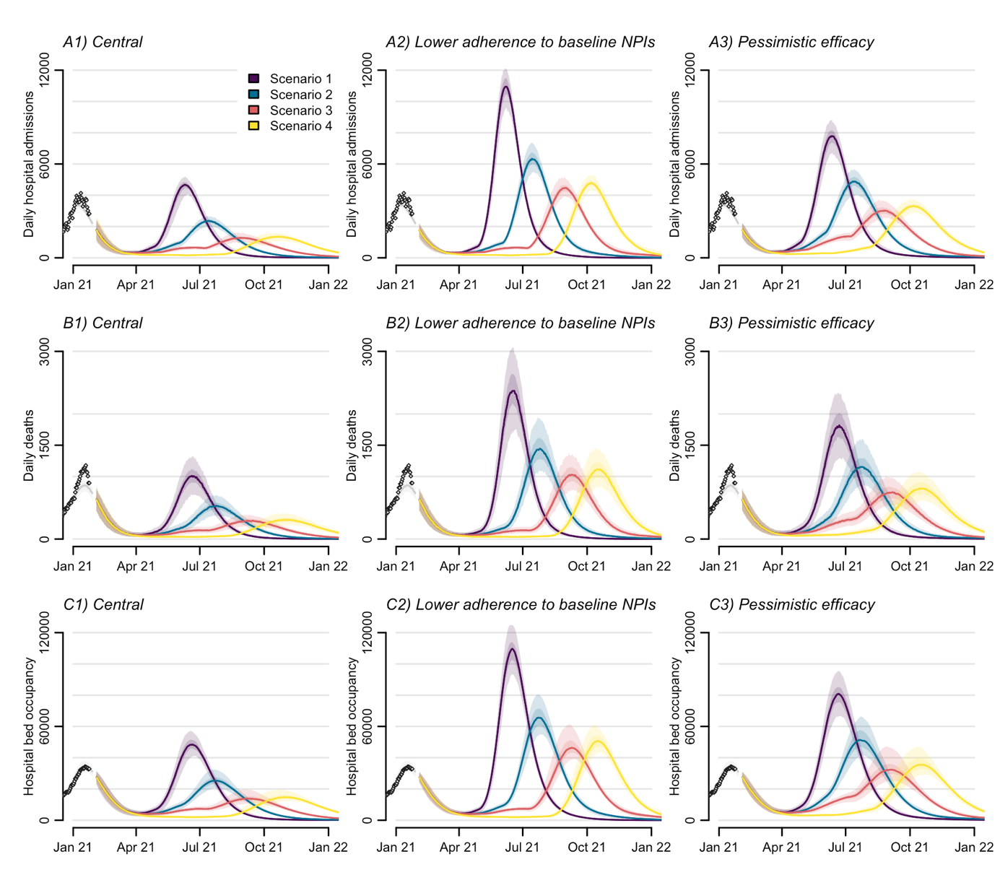 A1) Central
A2) Lower adherence to baseline NPIs
A3) Pessimistic efficacy
Daily hospital admissions
12000
6000
0
Scenario 1
Scenario 2
Scenario 3
Scenario 4
Jan 21 Apr 21 Jul 21 Oct 21 Jan 22
Daily hospital admissions
12000
6000
0
Jan 21 Apr 21 Jul 21 Oct 21 Jan 22
Daily hospital admissions
12000
6000
0
Jan 21 Apr 21 Jul 21 Oct 21 Jan 22
B1) Central
B2) Lower adherence to baseline NPIs
B3) Pessimistic efficacy
Daily deaths
3000
1500
0
Jan 21 Apr 21 Jul 21 Oct 21 Jan 22
Daily deaths
3000
1500
0
Jan 21 Apr 21 Jul 21 Oct 21 Jan 22
Daily deaths
3000
1500
0
Jan 21 Apr 21 Jul 21 Oct 21 Jan 22
C1) Central
C2) Lower adherence to baseline NPIs
C3) Pessimistic efficacy
Hospital bed occupancy
120000
60000
0
Jan 21 Apr 21 Jul 21 Oct 21 Jan 22
Hospital bed occupancy
120000
60000
0
Jan 21 Apr 21 Jul 21 Oct 21 Jan 22
Hospital bed occupancy
120000
60000
0
Jan 21 Apr 21 Jul 21 Oct 21 Jan 22